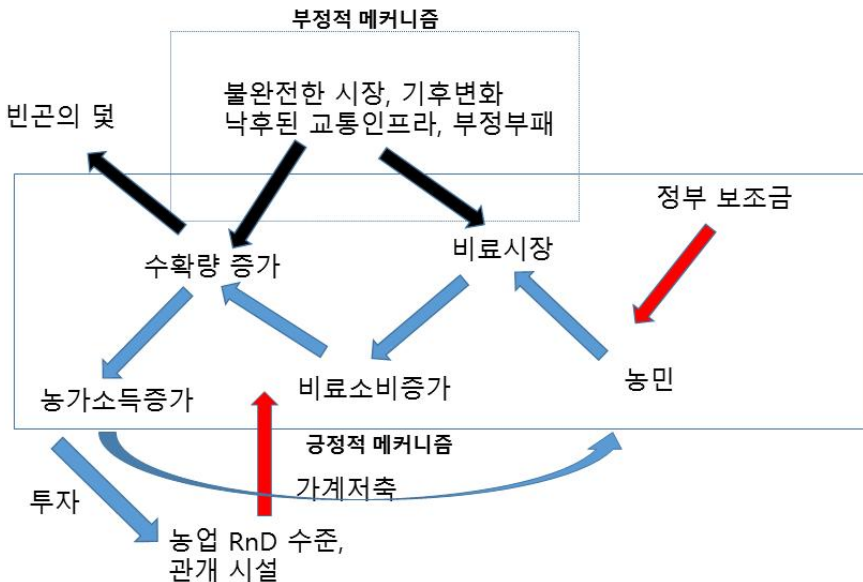 부정적 메커니즘
불완전한 시장, 기후변화
낙후된 교통인프라, 부정부패
빈곤의 덫
정부 보조금
수확량 증가
비료시장
농가소득증가
비료소비증가
농민
긍정적 메커니즘
가계저축
투자
농업 RnD 수준,
관개 시설